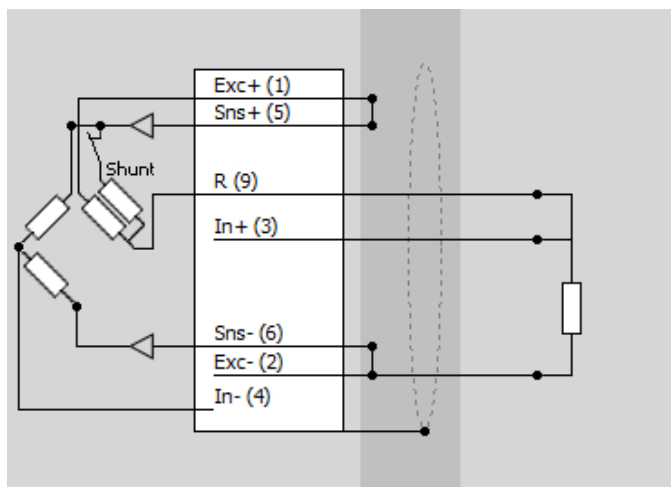 Exc+ (1)
Sns+ (5)
Shunt
R (9)
In+ (3)
Sns- (6)
Exc- (2)
In- (4)